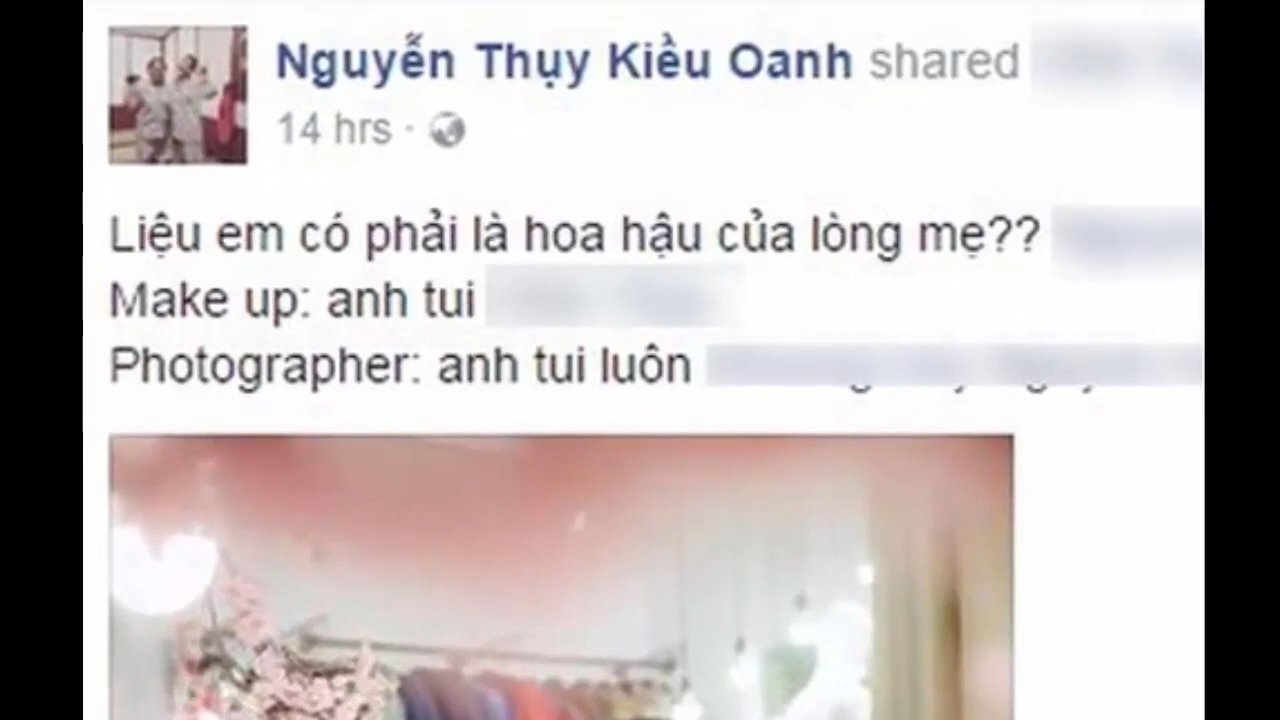 Nguyễn Thụy Kiều Oanh shared
14 hrs ·
Liệu em có phải là hoa hậu của lòng mẹ??
Make up: anh tui
Photographer: anh tui luôn